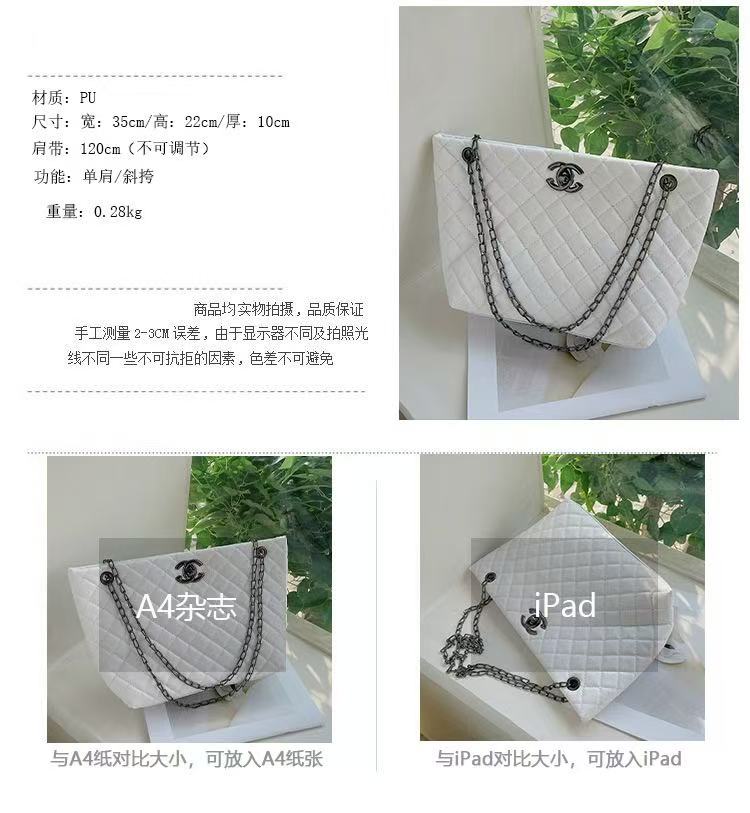 材质：PU
尺寸：宽：35cm/高：22cm/厚：10cm
肩带：120cm（不可调节）
功能：单肩/斜挎
重量：0.28kg
商品均实物拍摄，品质保证
手工测量2-3CM误差，由于显示器不同及拍照光
线不同一些不可抗拒的因素，色差不可避免
A4杂志
iPad
与A4纸对比大小，可放入A4纸张
与iPad对比大小，可放入iPad